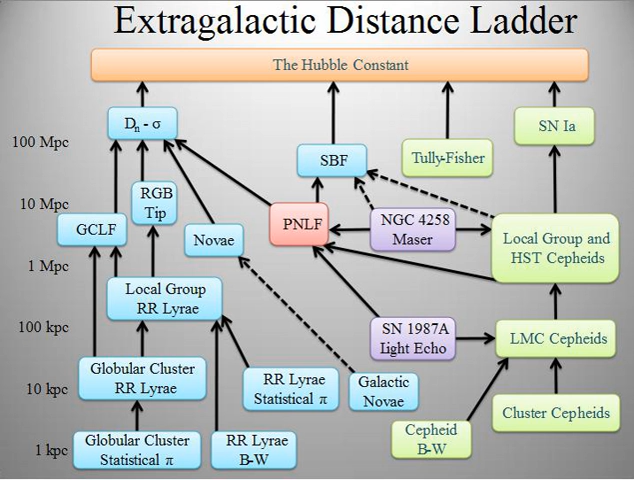 Extragalactic Distance Ladder
The Hubble Constant
Dn - σ
SN Ia
100 Mpc
SBF
Tully-Fisher
RGB
Tip
10 Mpc
GCLF
Novae
PNLF
NGC 4258
Maser
Local Group and
HST Cepheids
1 Mpc
Local Group
RR Lyrae
100 kpc
SN 1987A
Light Echo
LMC Cepheids
Globular Cluster
RR Lyrae
10 kpc
RR Lyrae
Statistical π
Galactic
Novae
Cluster Cepheids
Globular Cluster
Statistical π
RR Lyrae
B-W
Cepheid
B-W
1 kpc